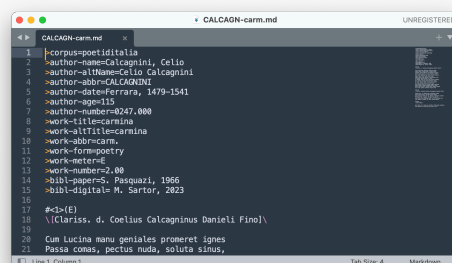 CALCAGN-carm.md
UNREGISTERED
CALCAGN-carm.md ×
1 >corpus=poetiditalia
2 >author-name=Calcagnini, Celio
3 >author-altName=Celio Calcagnini
4 >author-abbr=CALCAGNINI
5 >author-date=Ferrara, 1479-1541
6 >author-age=115
7 >author-number=0247.000
8 >work-title=carmina
9 >work-altTitle=carmina
10 >work-abbr=carm.
11 >work-form=poetry
12 >work-meter=E
13 >work-number=2.00
14 >bibl-paper=S. Pasquazi, 1966
15 >bibl-digital= M. Sartor, 2023
16
17 #<1>(E)
18 \[Clariss. d. Coelius Calcagninus Danieli Fino]\
19
20 Cum Lucina manu geniales promeret ignes
21 Passa comas, pectus nuda, soluta sinus,
Line 1, Column 1
Tab Size: 4
Markdown